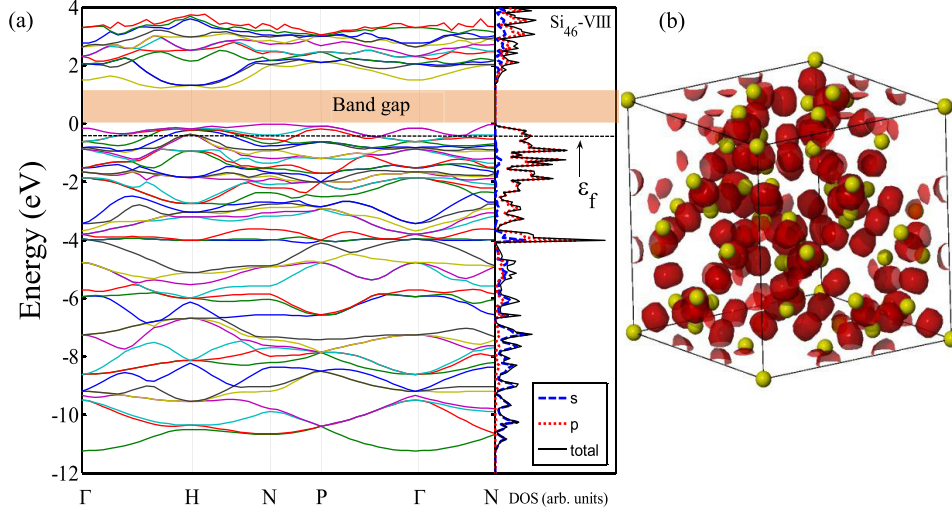 (a)
Si46-VIII
(b)
4
2
0
-2
-4
-6
-8
-10
-12
Energy (eV)
Band gap
εf
s
p
total
Γ H N P Γ N
DOS (arb. units)